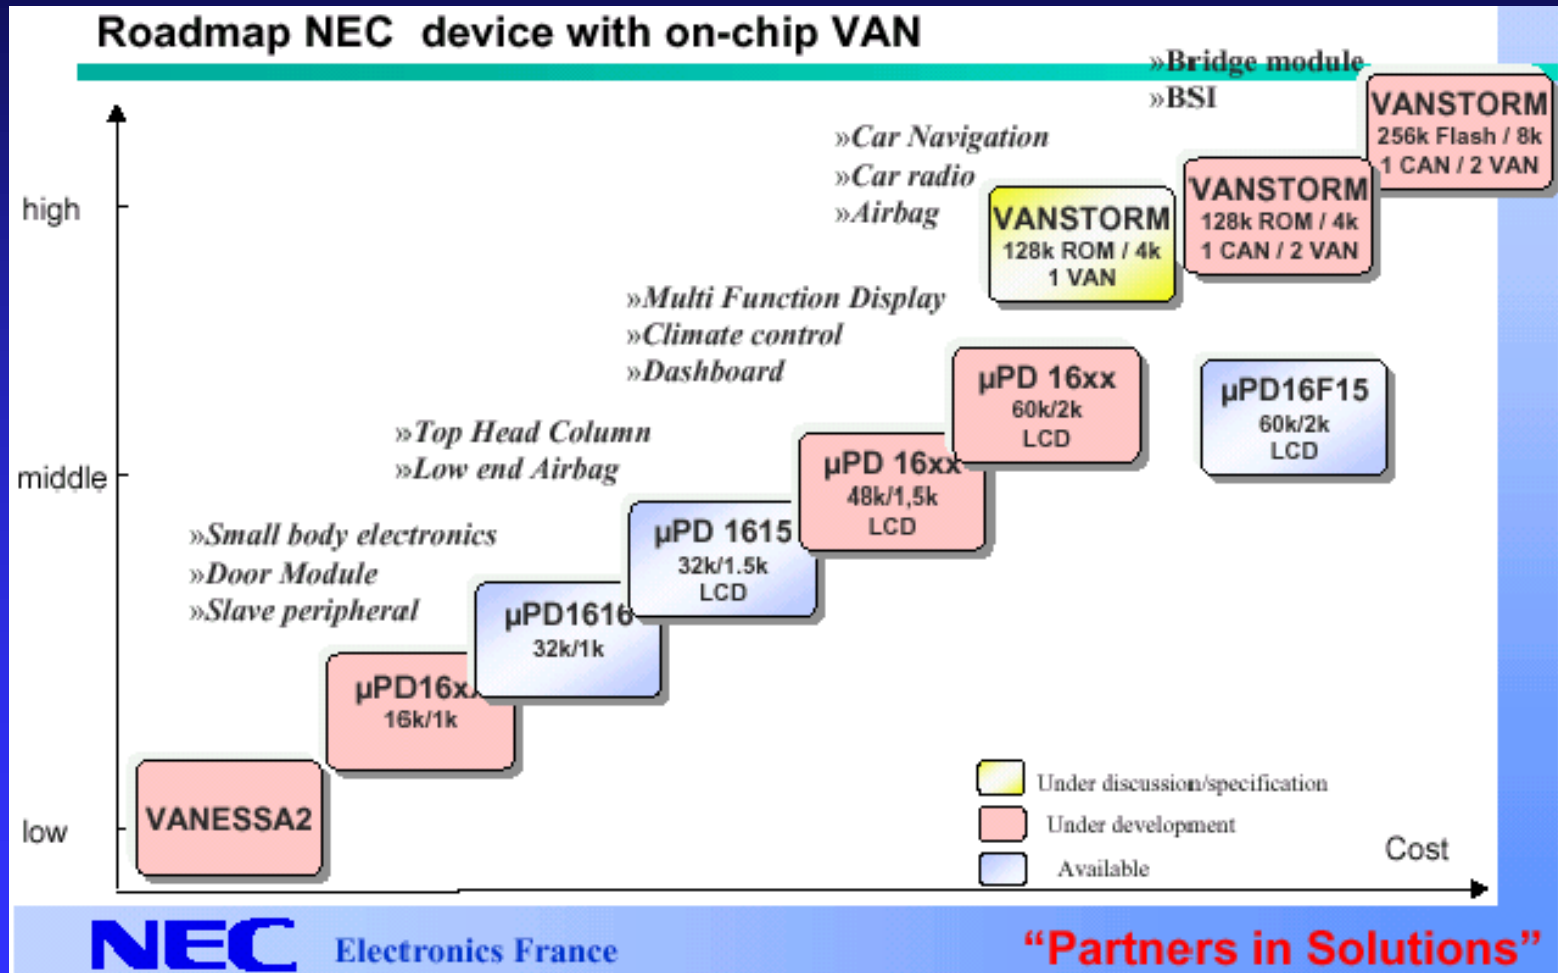 Roadmap NEC device with on-chip VAN
»Bridge module
»BSI
VANSTORM
256k Flash / 8k
1 CAN / 2 VAN
»Car Navigation
»Car radio
»Airbag
VANSTORM
128k ROM / 4k
1 CAN / 2 VAN
high
VANSTORM
128k ROM / 4k
1 VAN
»Multi Function Display
»Climate control
»Dashboard
µPD 16xx
60k/2k
LCD
µPD16F15
60k/2k
LCD
»Top Head Column
»Low end Airbag
µPD 16xx
48k/1,5k
LCD
middle
»Small body electronics
»Door Module
»Slave peripheral
µPD 1615
32k/1.5k
LCD
µPD1616
32k/1k
µPD16x
16k/1k
VANESSA2
low
Under discussion/specification
Under development
Available
Cost
NEC Electronics France
“Partners in Solutions”